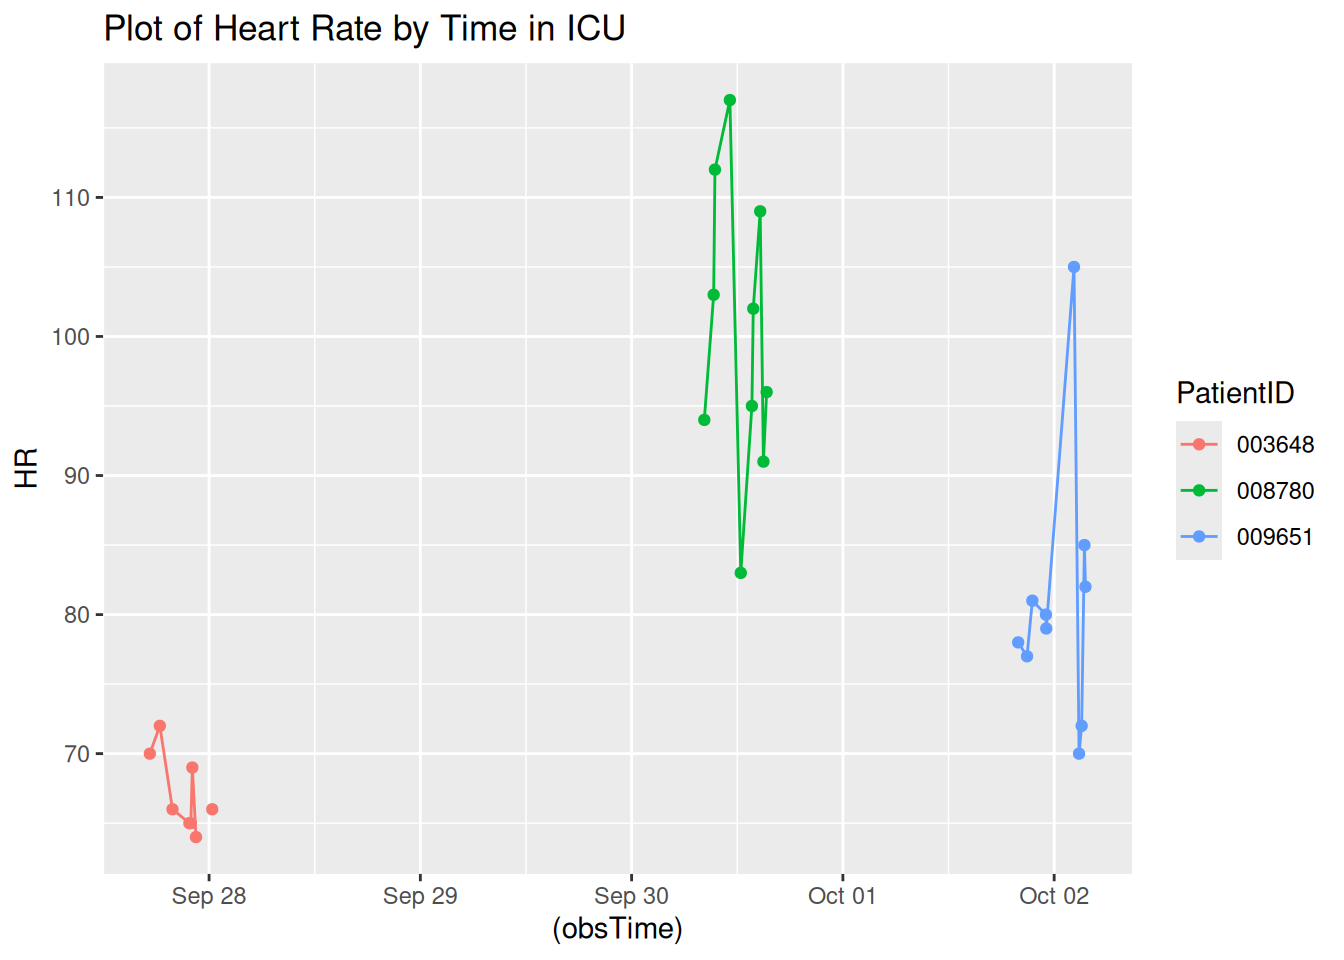 Plot of Heart Rate by Time in ICU
HR
110
100
90
80
70
Sep 28
Sep 29
Sep 30
Oct 01
Oct 02
(obsTime)
PatientID
003648
008780
009651